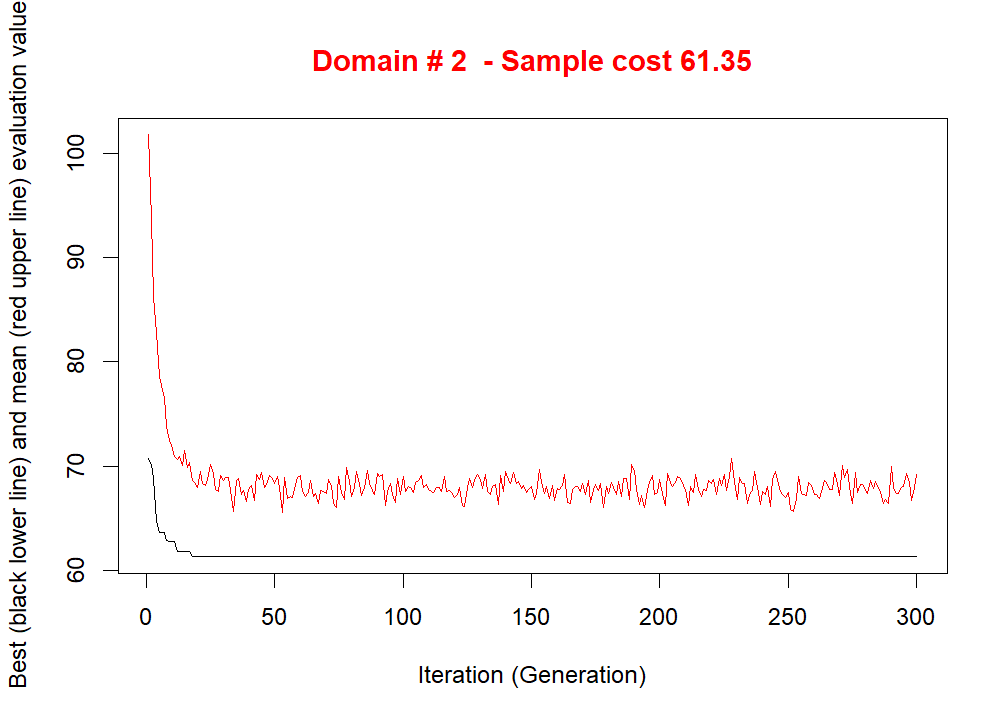 Domain # 2  - Sample cost 61.35
Best (black lower line) and mean (red upper line) evaluation value
100
90
80
70
60
0 50 100 150 200 250 300
Iteration (Generation)